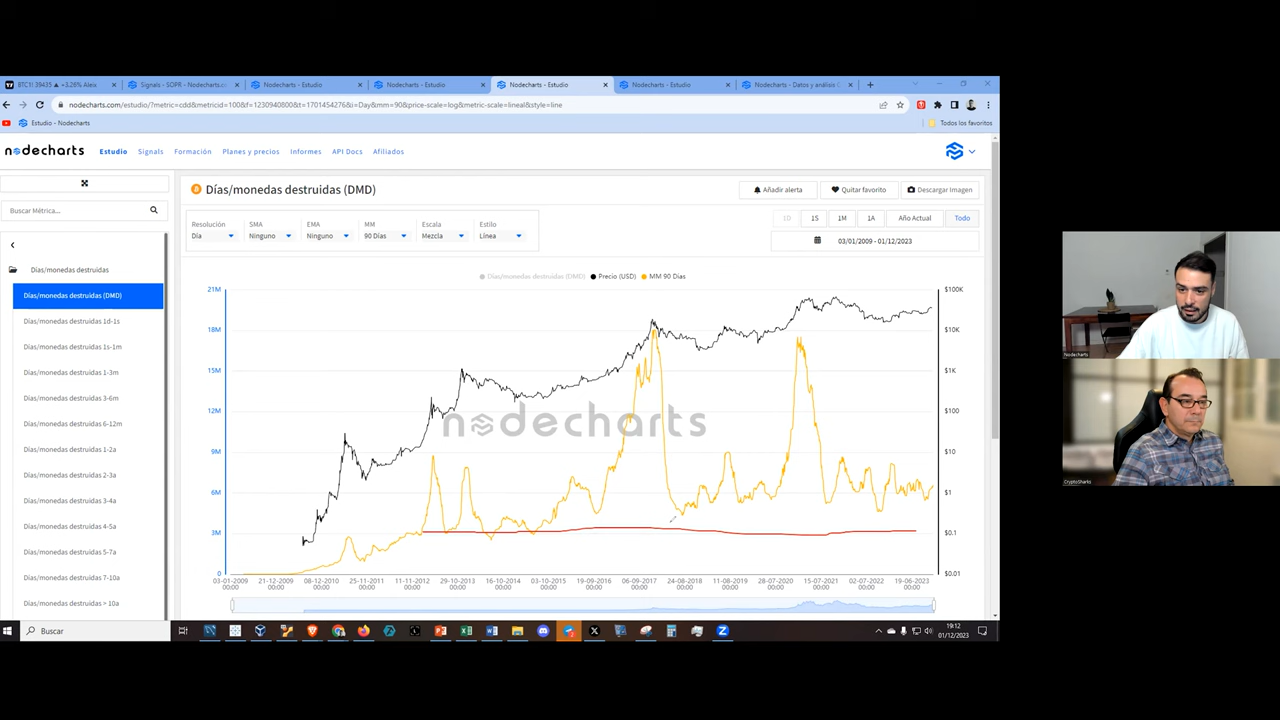 BTC1! 39435 ▲ +3.26% Aleix
Signals - SOPR - Nodecharts.co
Nodecharts - Estudio
Nodecharts - Estudio
Nodecharts - Estudio
Nodecharts - Estudio
Nodecharts - Datos y análisis C
nodecharts.com/estudio/?metric=cdd&metricid=100&f=1230940800&t=1701454276&i=Day&mm=90&price-scale=log&metric-scale=lineal&style=line
Estudio - Nodecharts
Todos los favoritos
nodecharts
Estudio
Signals
Formación
Planes y precios
Informes
API Docs
Afiliados
Buscar Métrica...
Días/monedas destruidas
Días/monedas destruidas (DMD)
Días/monedas destruidas 1d-1s
Días/monedas destruidas 1s-1m
Días/monedas destruidas 1-3m
Días/monedas destruidas 3-6m
Días/monedas destruidas 6-12m
Días/monedas destruidas 1-2a
Días/monedas destruidas 2-3a
Días/monedas destruidas 3-4a
Días/monedas destruidas 4-5a
Días/monedas destruidas 5-7a
Días/monedas destruidas 7-10a
Días/monedas destruidas > 10a
Días/monedas destruidas (DMD)
Añadir alerta
Quitar favorito
Descargar Imagen
Resolución SMA EMA MM Escala Estilo
Día Ninguno Ninguno 90 Días Mezcla Línea
1D 1S 1M 1A Año Actual Todo
03/01/2009 - 01/12/2023
Días/monedas destruidas (DMD) Precio (USD) MM 90 Días
21M
18M
15M
12M
9M
6M
3M
0
$100K
$10K
$1K
$100
$10
$1
$0.1
$0.01
nodecharts
03-01-2009 21-12-2009 08-12-2010 25-11-2011 11-11-2012 29-10-2013 16-10-2014 03-10-2015 19-09-2016 06-09-2017 24-08-2018 11-08-2019 28-07-2020 15-07-2021 02-07-2022 19-06-2023
00:00 00:00 00:00 00:00 00:00 00:00 00:00 00:00 00:00 00:00 00:00 00:00 00:00 00:00 00:00 00:00
Buscar
19:12
01/12/2023
Nodecharts
CryptoSharks